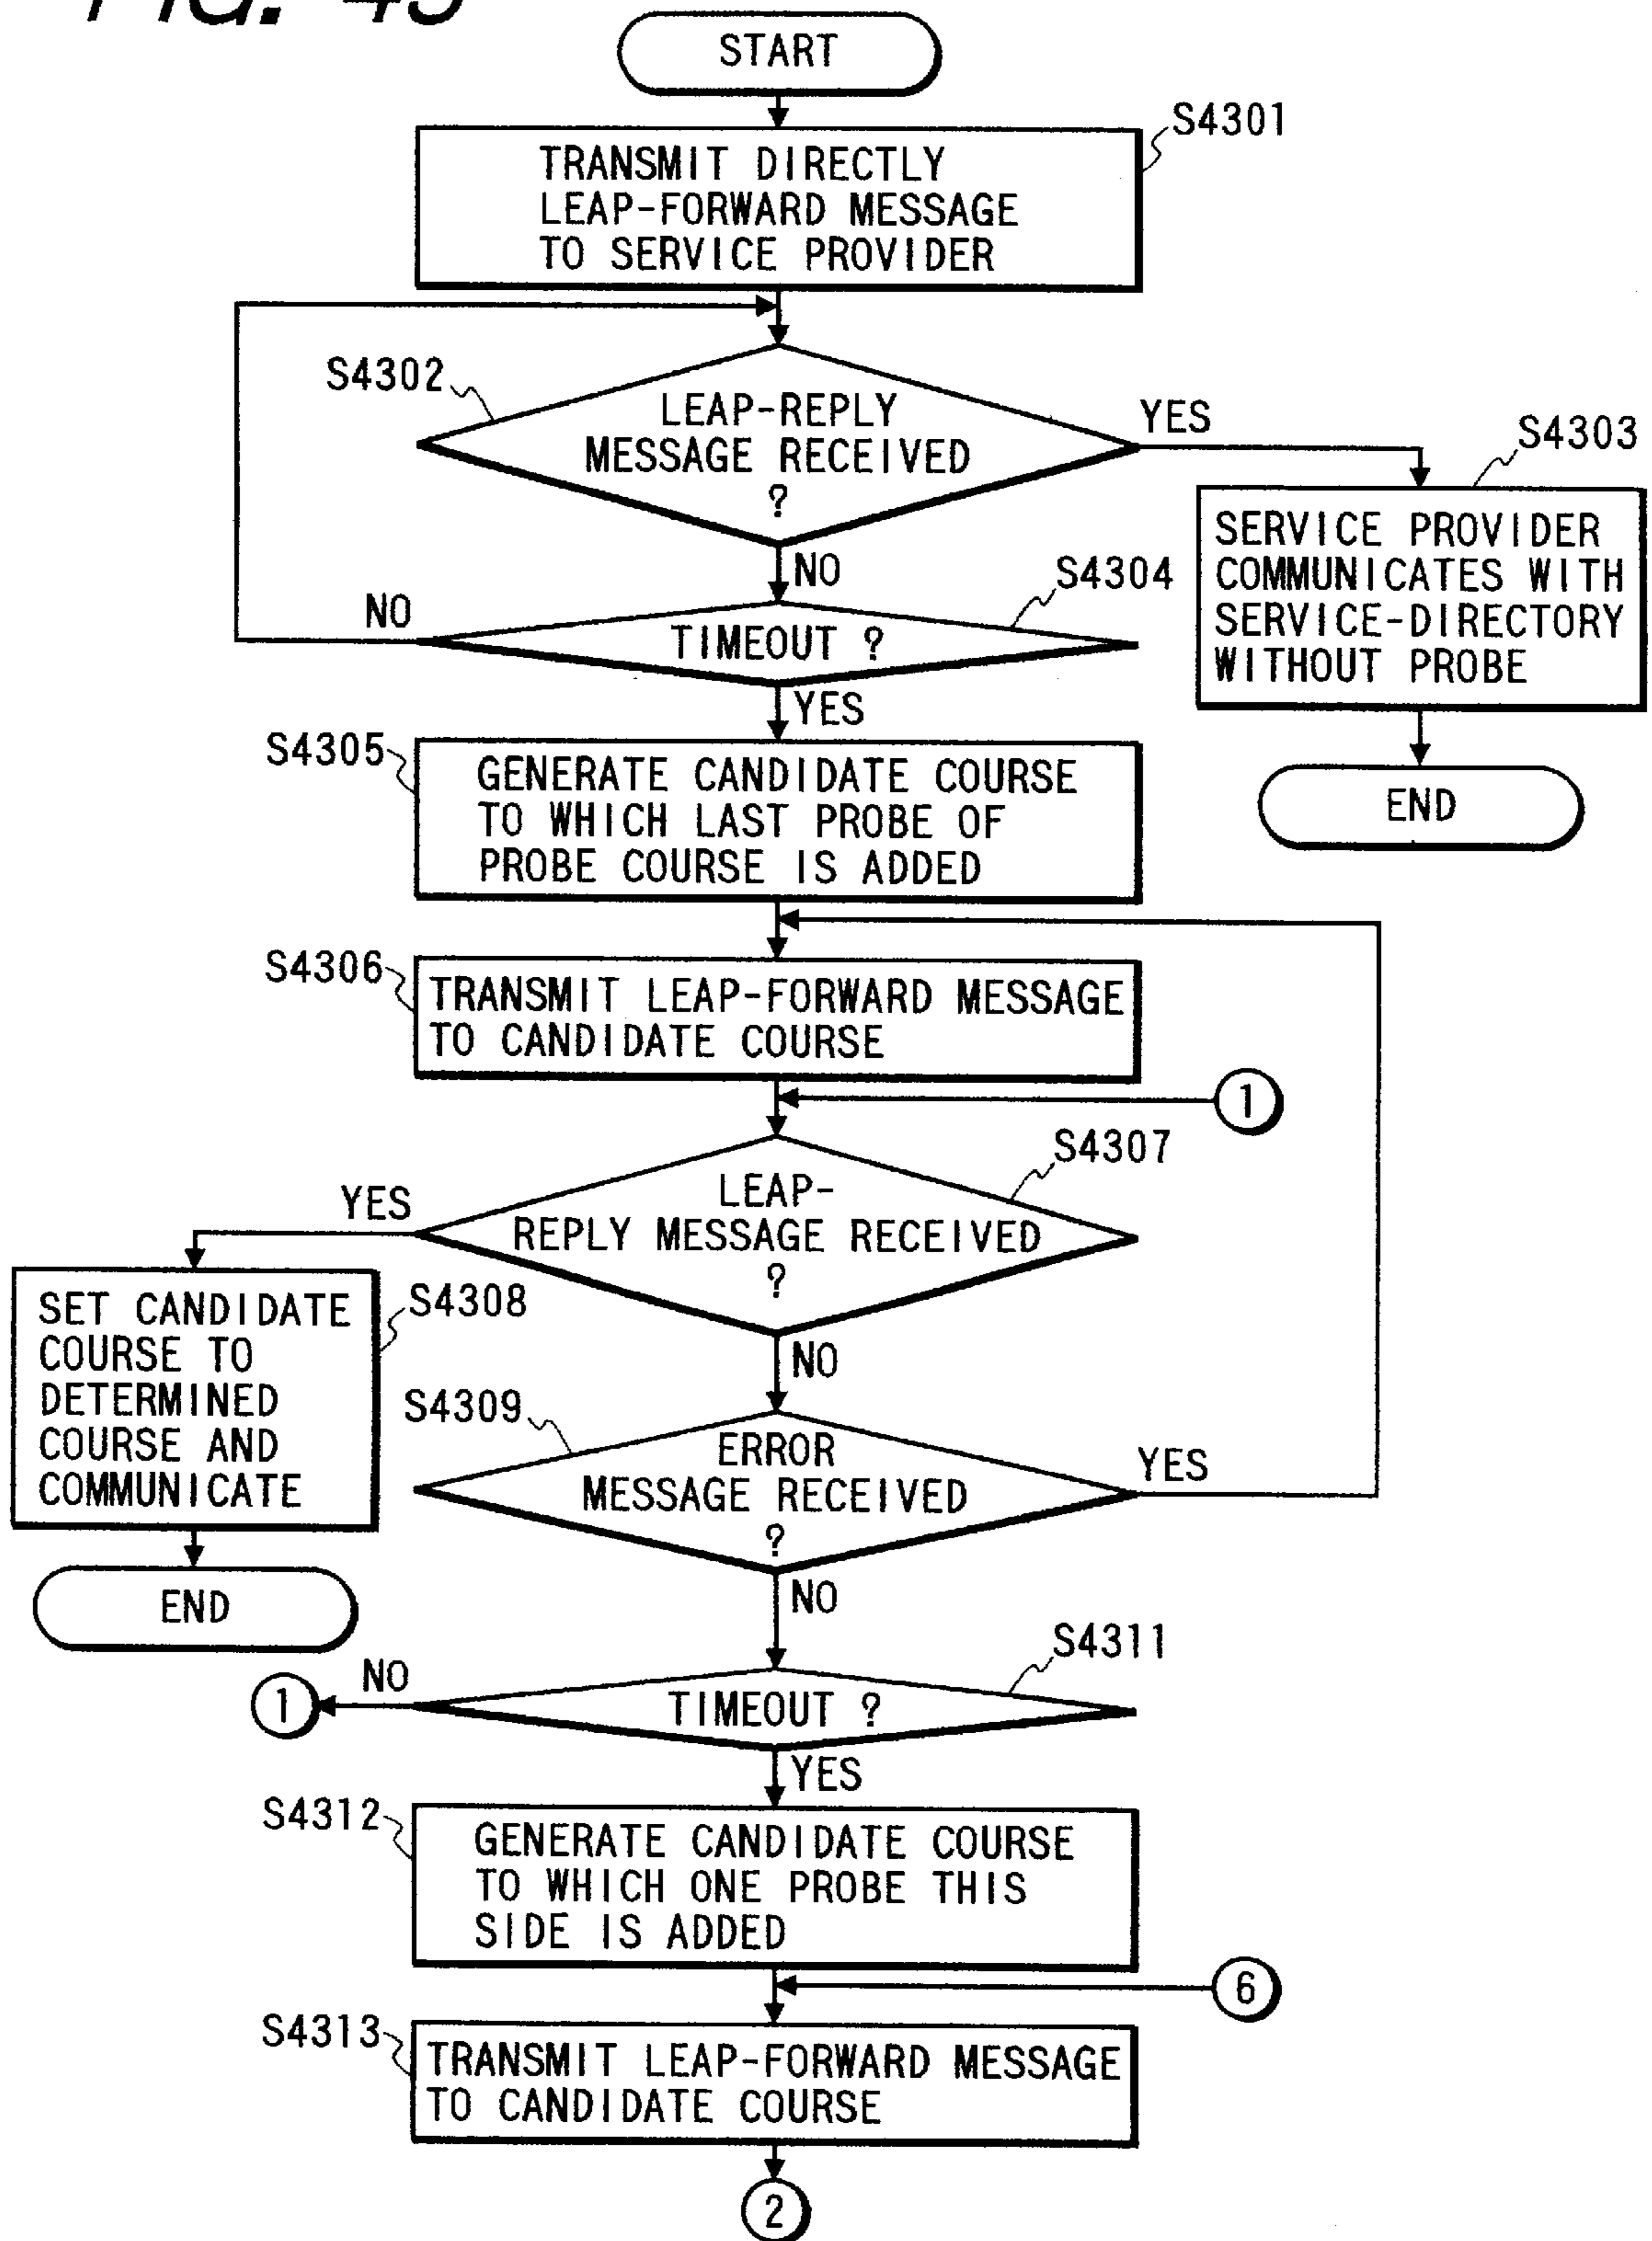 FIG. 43
START
S4301
TRANSMIT DIRECTLY
LEAP-FORWARD MESSAGE
TO SERVICE PROVIDER
S4302
LEAP-REPLY
MESSAGE RECEIVED
?
YES
S4303
SERVICE PROVIDER
COMMUNICATES WITH
SERVICE-DIRECTORY
WITHOUT PROBE
END
NO
S4304
TIMEOUT ?
NO
YES
S4305
GENERATE CANDIDATE COURSE
TO WHICH LAST PROBE OF
PROBE COURSE IS ADDED
S4306
TRANSMIT LEAP-FORWARD MESSAGE
TO CANDIDATE COURSE
1
S4307
LEAP-
REPLY MESSAGE RECEIVED
?
YES
S4308
SET CANDIDATE
COURSE TO
DETERMINED
COURSE AND
COMMUNICATE
END
NO
S4309
ERROR
MESSAGE RECEIVED
?
YES
NO
S4311
TIMEOUT ?
NO
1
YES
S4312
GENERATE CANDIDATE COURSE
TO WHICH ONE PROBE THIS
SIDE IS ADDED
6
S4313
TRANSMIT LEAP-FORWARD MESSAGE
TO CANDIDATE COURSE
2